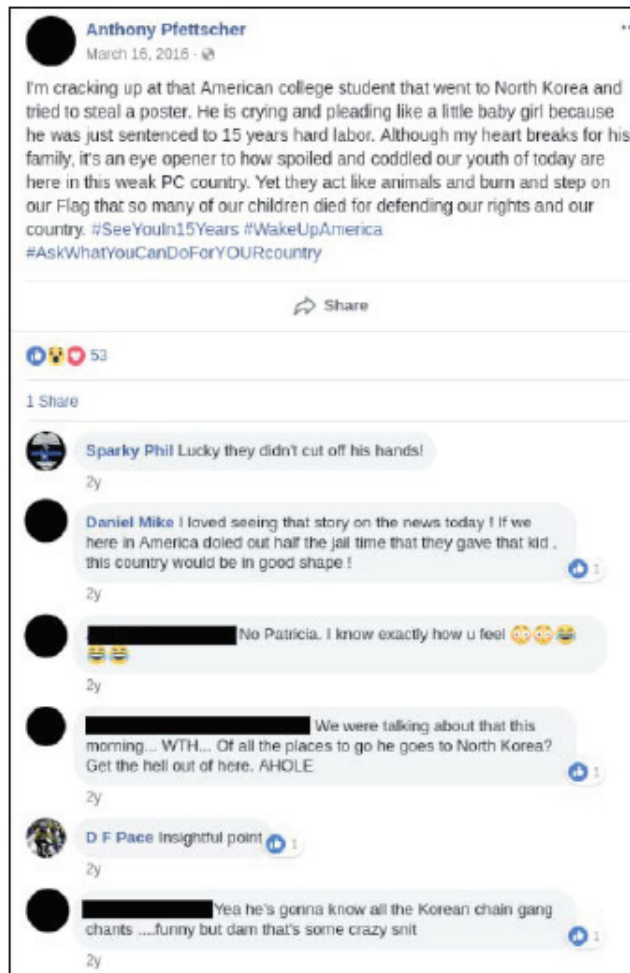 Anthony Pfettscher
March 16, 2016 ·
I'm cracking up at that American college student that went to North Korea and
tried to steal a poster. He is crying and pleading like a little baby girl because
he was just sentenced to 15 years hard labor. Although my heart breaks for his
family, it's an eye opener to how spoiled and coddled our youth of today are
here in this weak PC country. Yet they act like animals and burn and step on
our Flag that so many of our children died for defending our rights and our
country. #SeeYouIn15Years #WakeUpAmerica
#AskWhatYouCanDoForYOURcountry
Share
53
1 Share
Sparky Phil Lucky they didn't cut off his hands!
2y
Daniel Mike I loved seeing that story on the news today ! If we
here in America doled out half the jail time that they gave that kid ,
this country would be in good shape !
1
2y
No Patricia. I know exactly how u feel 😳😳😂
😂😂
2y
We were talking about that this
morning... WTH... Of all the places to go he goes to North Korea?
Get the hell out of here. AHOLE
1
2y
D F Pace Insightful point
1
2y
Yea he's gonna know all the Korean chain gang
chants ....funny but dam that's some crazy snit
1
2y